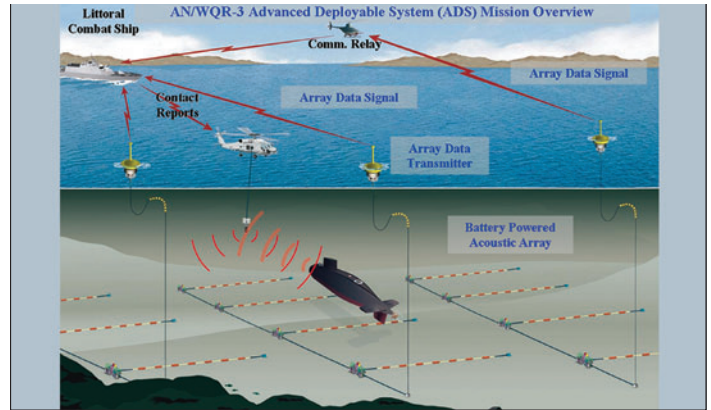 AN/WQR-3 Advanced Deployable System (ADS) Mission Overview
Littoral
Combat Ship
Comm. Relay
Array Data Signal
Contact
Reports
Array Data Signal
Array Data
Transmitter
Battery Powered
Acoustic Array